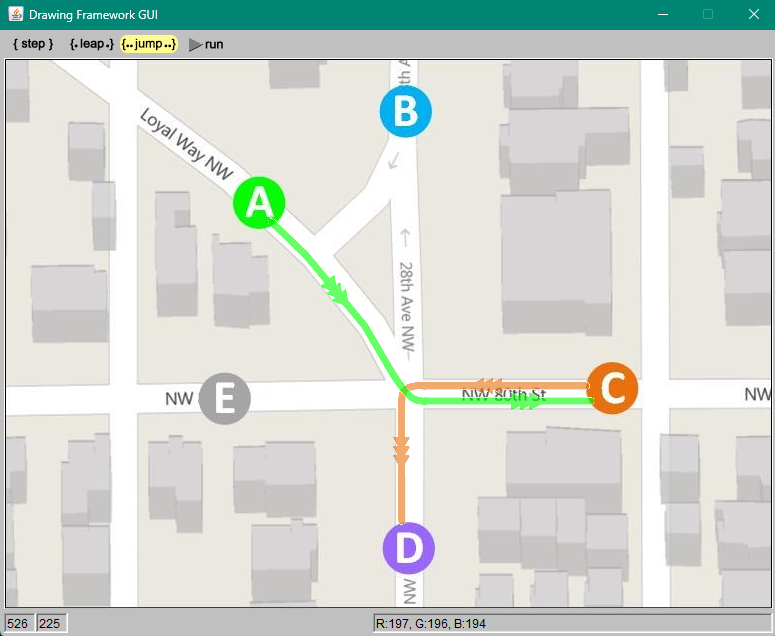 Drawing Framework GUI
{ step } {.leap.} {..jump..} run
B
Loyal Way NW
A
28th Ave NW
NW
E
NW 80th St
C
NW
D
NW
526 225 R:197, G:196, B:194